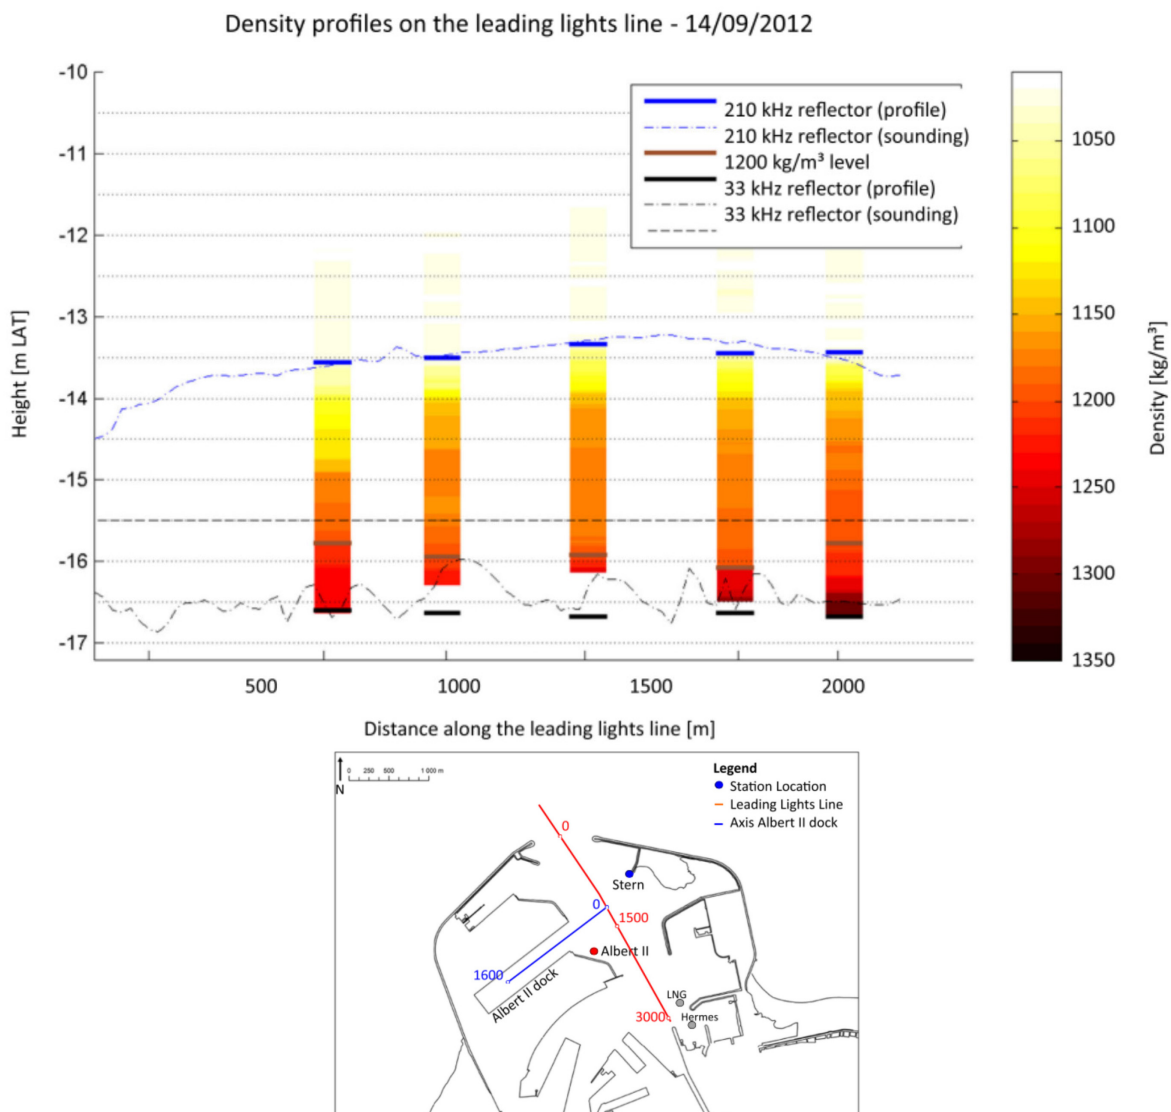 Density profiles on the leading lights line - 14/09/2012
-10
-11
-12
-13
-14
-15
-16
-17
Height [m LAT]
210 kHz reflector (profile)
210 kHz reflector (sounding)
1200 kg/m³ level
33 kHz reflector (profile)
33 kHz reflector (sounding)
1050
1100
1150
1200
1250
1300
1350
Density [kg/m³]
500 1000 1500 2000
Distance along the leading lights line [m]
N
0 250 500 1 000 m
Legend
Station Location
Leading Lights Line
Axis Albert II dock
0
Stern
0
1500
Albert II
1600
Albert II dock
LNG
3000
Hermes